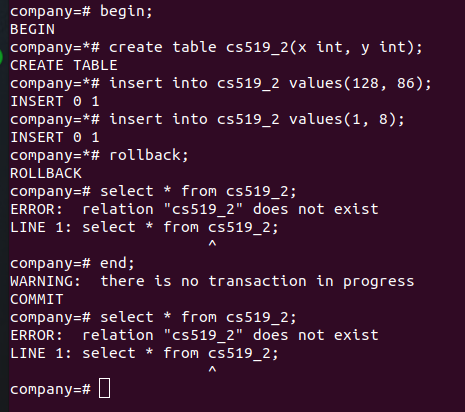 company=# begin;
BEGIN
company=*# create table cs519_2(x int, y int);
CREATE TABLE
company=*# insert into cs519_2 values(128, 86);
INSERT 0 1
company=*# insert into cs519_2 values(1, 8);
INSERT 0 1
company=*# rollback;
ROLLBACK
company=# select * from cs519_2;
ERROR:  relation "cs519_2" does not exist
LINE 1: select * from cs519_2;
                      ^
company=# end;
WARNING:  there is no transaction in progress
COMMIT
company=# select * from cs519_2;
ERROR:  relation "cs519_2" does not exist
LINE 1: select * from cs519_2;
                      ^
company=#